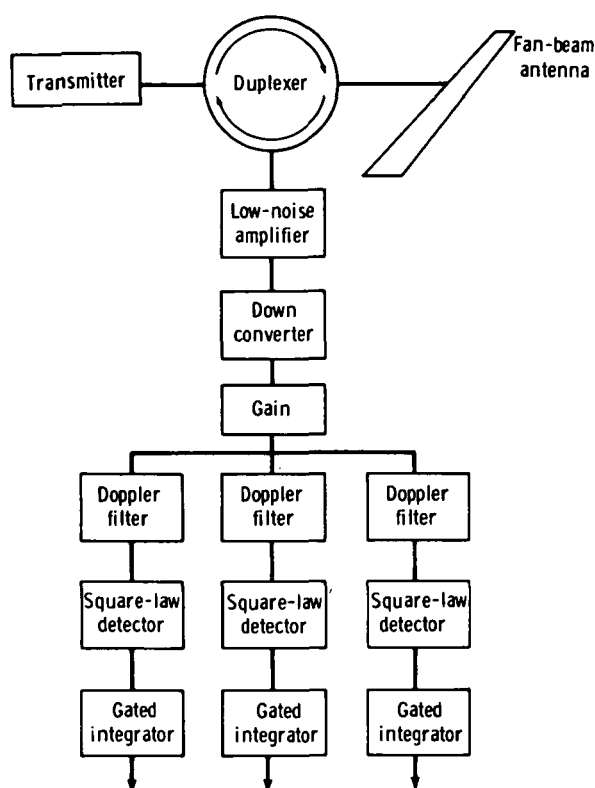 Transmitter
Duplexer
Fan-beam
antenna
Low-noise
amplifier
Down
converter
Gain
Doppler
filter
Doppler
filter
Doppler
filter
Square-law
detector
Square-law
detector
Square-law
detector
Gated
integrator
Gated
integrator
Gated
integrator